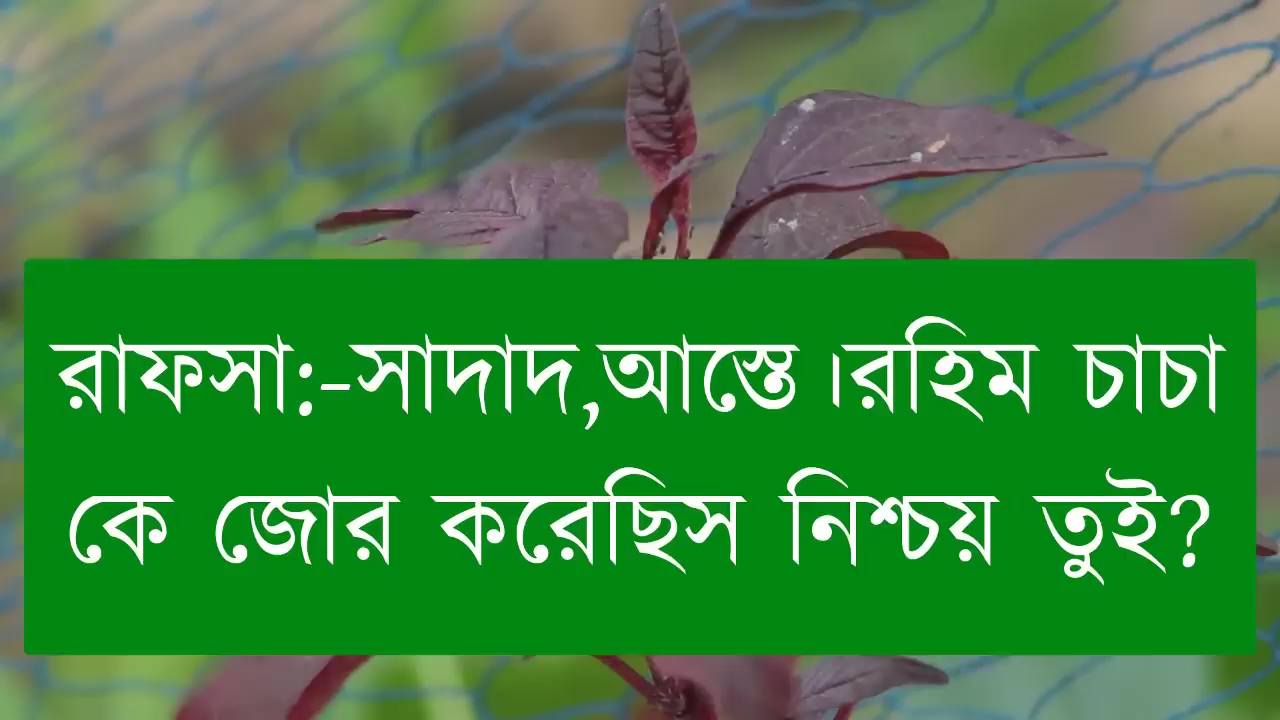 রাফসা:-সাদাদ,আস্তে।রহিম চাচা
কে জোর করেছিস নিশ্চয় তুই?